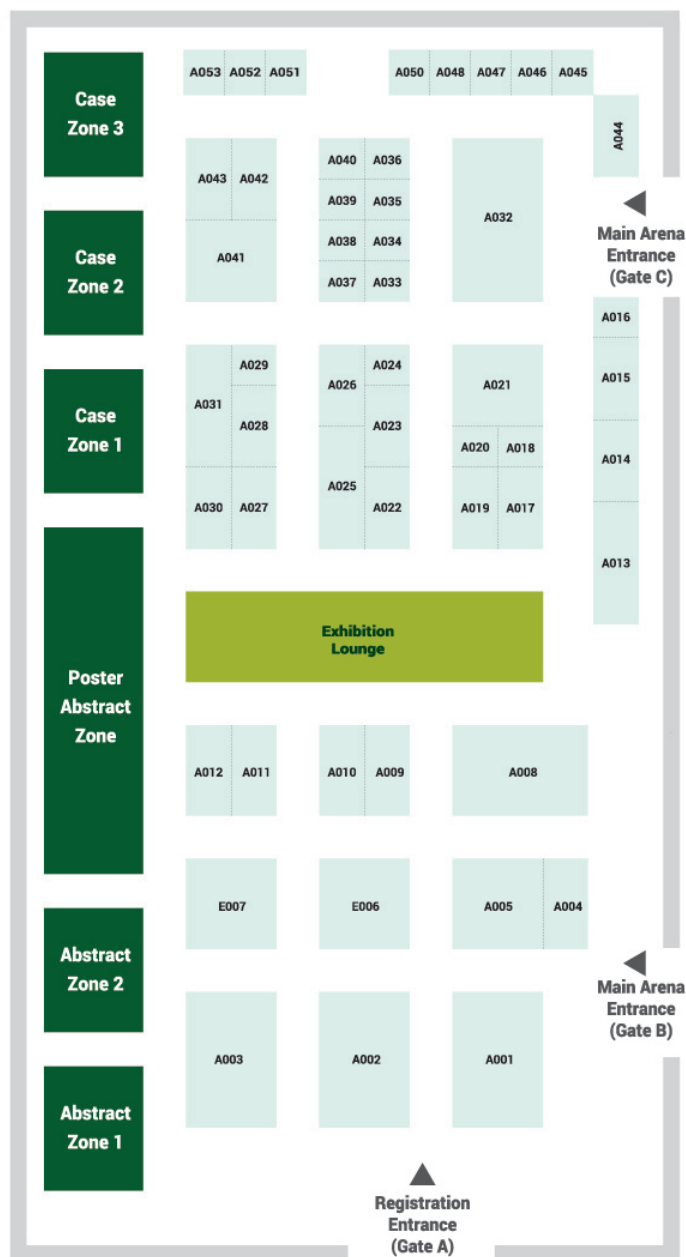 Case
Zone 3
A053 A052 A051
A050 A048 A047 A046 A045
A044
A043 A042
A041
A040 A036
A039 A035
A038 A034
A037 A033
A032
Main Arena
Entrance
(Gate C)
Case
Zone 2
A016
A015
A014
A013
Case
Zone 1
A029
A031
A028
A030 A027
A024
A026
A023
A025
A022
A021
A020 A018
A019 A017
Exhibition
Lounge
Poster
Abstract
Zone
A012 A011
A010 A009
A008
E007
E006
A005 A004
Abstract
Zone 2
Main Arena
Entrance
(Gate B)
A003
A002
A001
Abstract
Zone 1
Registration
Entrance
(Gate A)